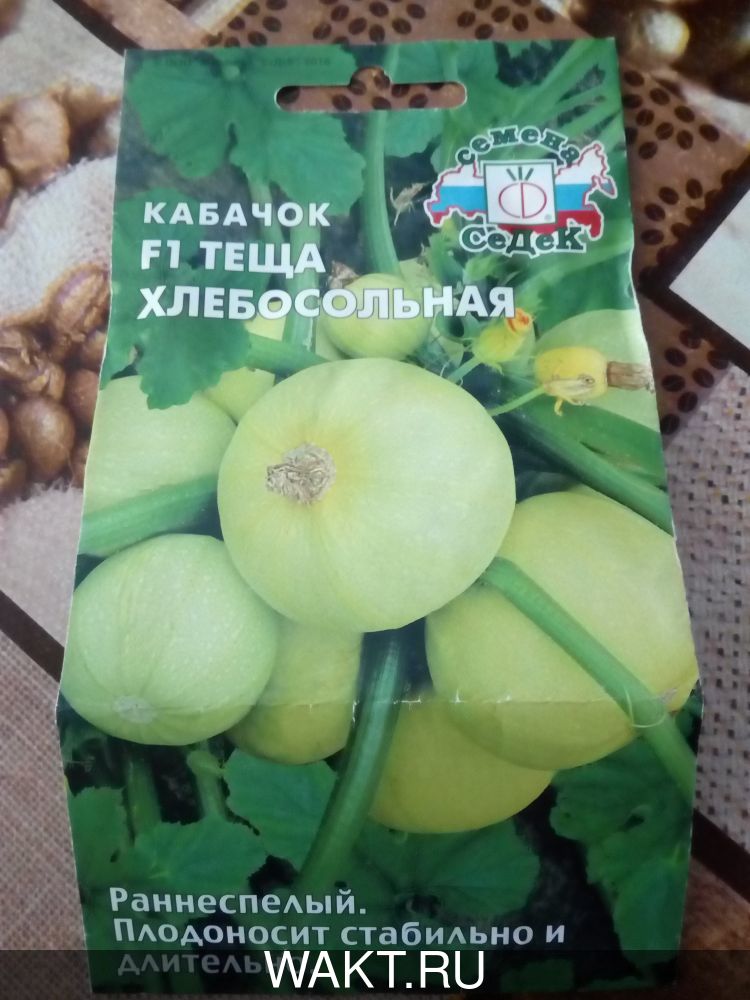 семена
СеДеК
КАБАЧОК
F1 ТЕЩА
ХЛЕБОСОЛЬНАЯ
Раннеспелый.
Плодоносит стабильно и
WAKT.RU